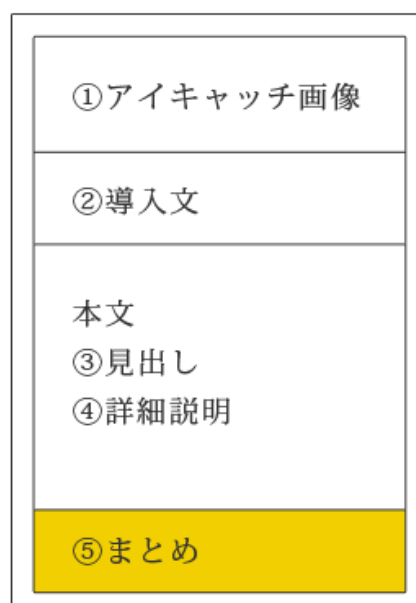 ①アイキャッチ画像
②導入文
本文
③見出し
④詳細説明
⑤まとめ